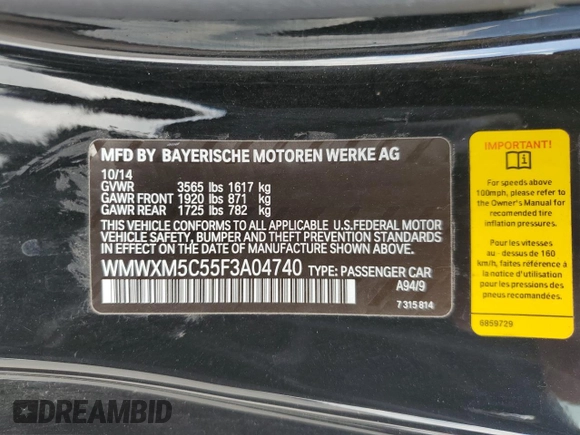 MFD BY BAYERISCHE MOTOREN WERKE AG
10/14
GVWR 3565 lbs 1617 kg
GAWR FRONT 1920 lbs 871 kg
GAWR REAR 1725 lbs 782 kg
THIS VEHICLE CONFORMS TO ALL APPLICABLE U.S.FEDERAL MOTOR
VEHICLE SAFETY, BUMPER AND THEFT PREVENTION STANDARDS
IN EFFECT ON THE DATE OF MANUFACTURE SHOWN ABOVE.
WMWXM5C55F3A04740 TYPE: PASSENGER CAR
A94/9
7 315 814
IMPORTANT!
For speeds above
100mph, please refer to
the Owner's Manual for
recomended tire
inflation pressures.
Pour les vitesses
au - dessus de 160
km/h, faites référence à
la notice d'utilisation
pour les pressions des
pneus recommandées.
6859729
DREAMBID